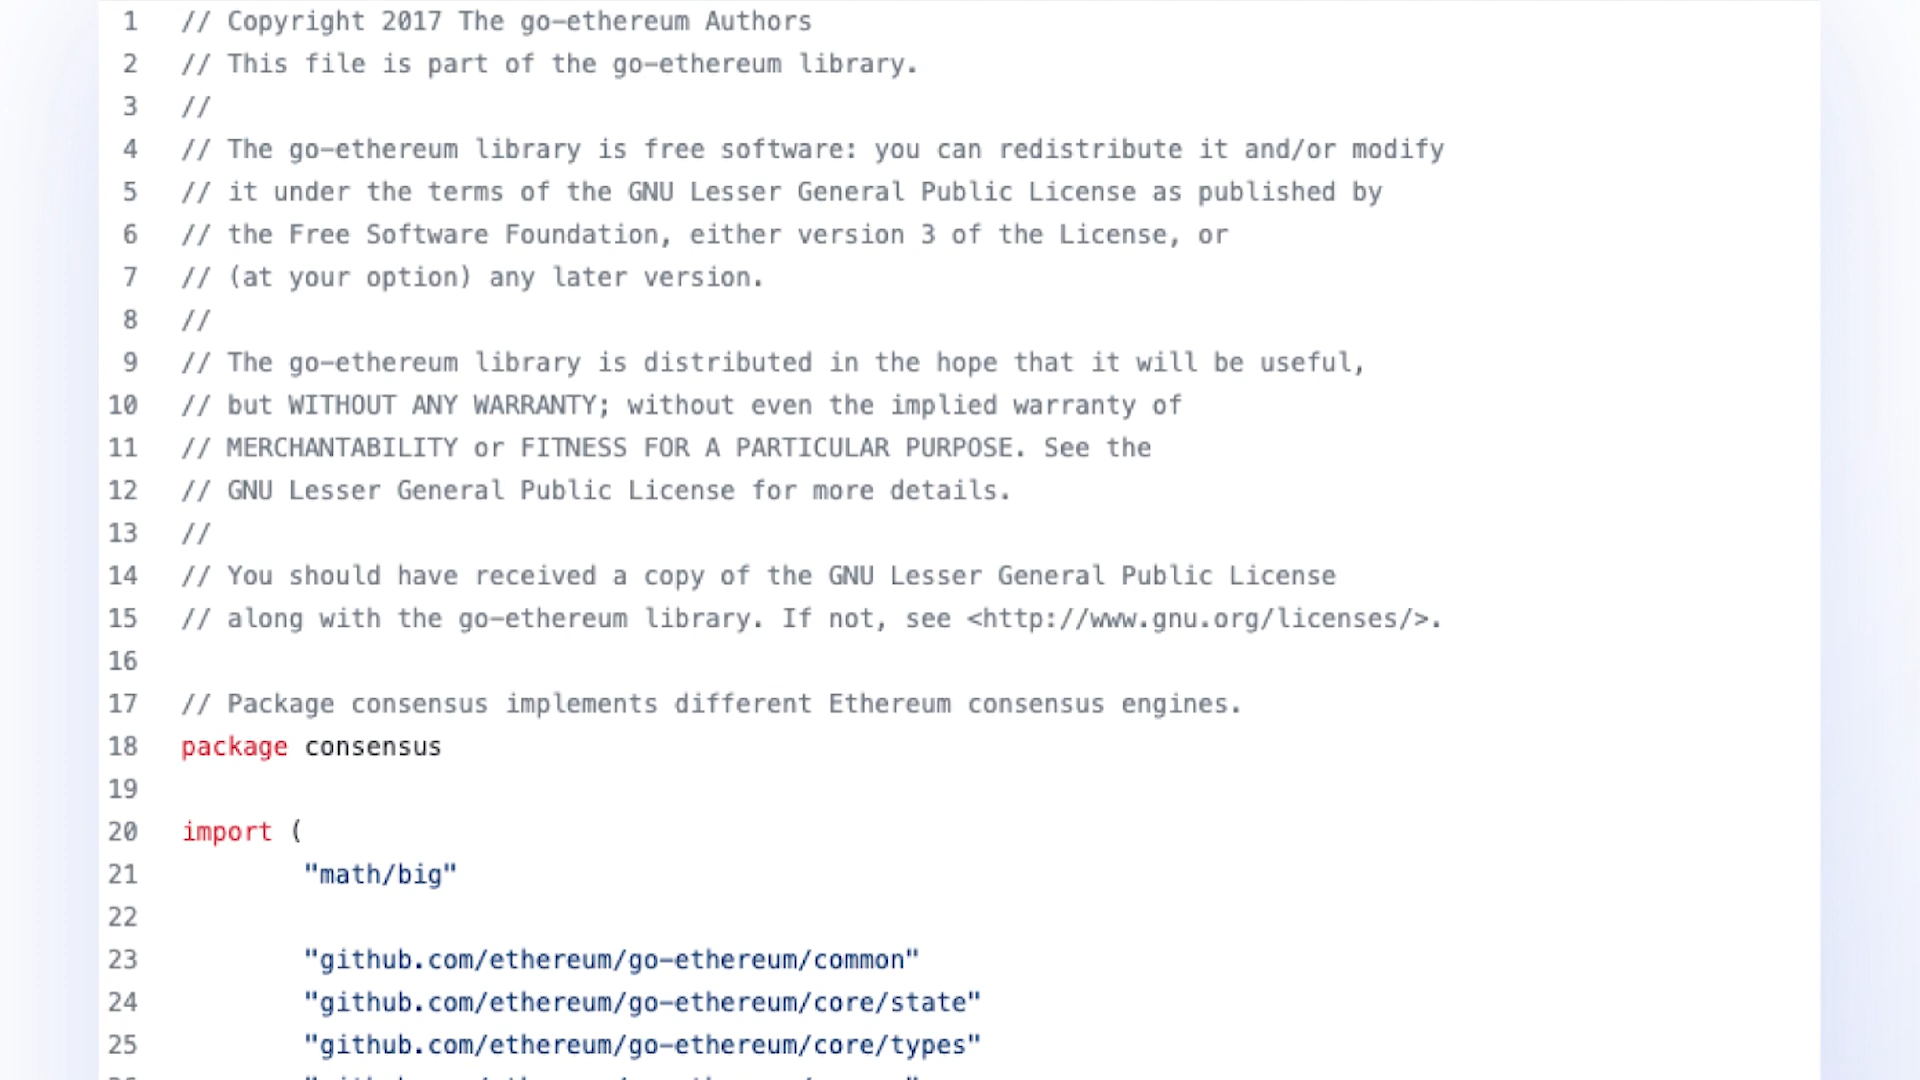 1 // Copyright 2017 The go-ethereum Authors
2 // This file is part of the go-ethereum library.
3 //
4 // The go-ethereum library is free software: you can redistribute it and/or modify
5 // it under the terms of the GNU Lesser General Public License as published by
6 // the Free Software Foundation, either version 3 of the License, or
7 // (at your option) any later version.
8 //
9 // The go-ethereum library is distributed in the hope that it will be useful,
10 // but WITHOUT ANY WARRANTY; without even the implied warranty of
11 // MERCHANTABILITY or FITNESS FOR A PARTICULAR PURPOSE. See the
12 // GNU Lesser General Public License for more details.
13 //
14 // You should have received a copy of the GNU Lesser General Public License
15 // along with the go-ethereum library. If not, see <http://www.gnu.org/licenses/>.
16
17 // Package consensus implements different Ethereum consensus engines.
18 package consensus
19
20 import (
21 "math/big"
22
23 "github.com/ethereum/go-ethereum/common"
24 "github.com/ethereum/go-ethereum/core/state"
25 "github.com/ethereum/go-ethereum/core/types"